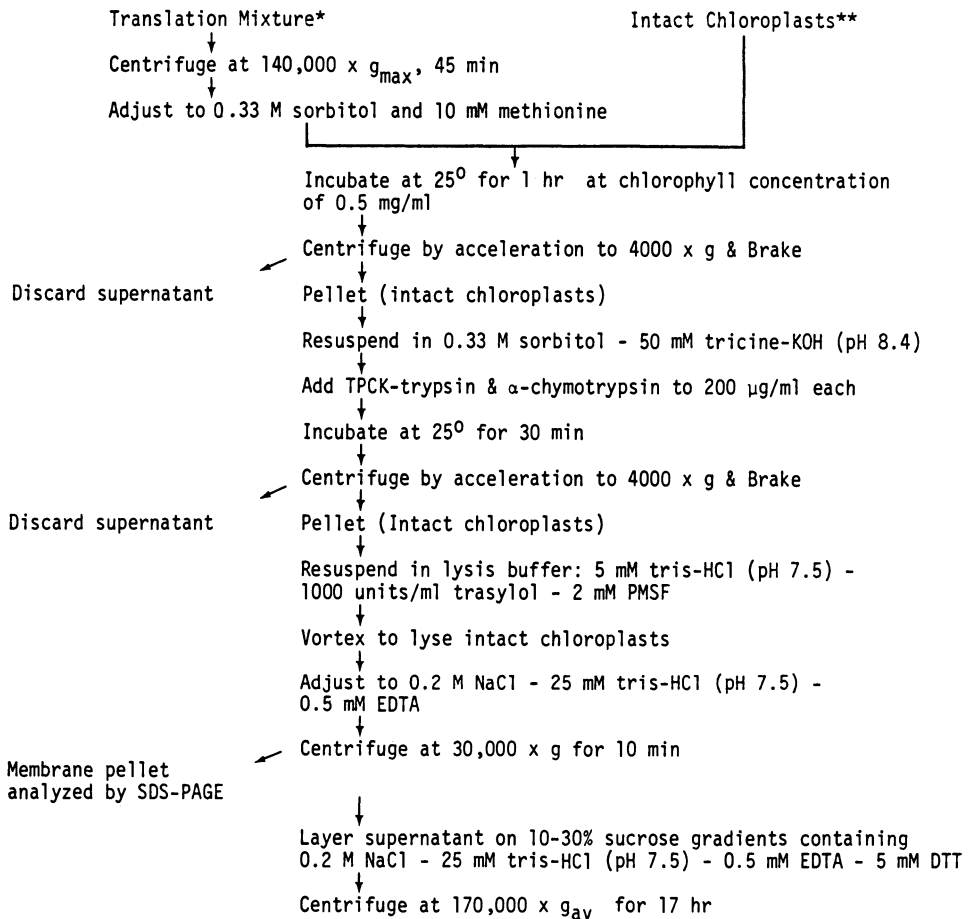 Translation Mixture*
Intact Chloroplasts**
Centrifuge at 140,000 x gmax, 45 min
Adjust to 0.33 M sorbitol and 10 mM methionine
Incubate at 25⁰ for 1 hr at chlorophyll concentration
of 0.5 mg/ml
Centrifuge by acceleration to 4000 x g & Brake
Discard supernatant
Pellet (intact chloroplasts)
Resuspend in 0.33 M sorbitol - 50 mM tricine-KOH (pH 8.4)
Add TPCK-trypsin & α-chymotrypsin to 200 µg/ml each
Incubate at 25⁰ for 30 min
Centrifuge by acceleration to 4000 x g & Brake
Discard supernatant
Pellet (Intact chloroplasts)
Resuspend in lysis buffer: 5 mM tris-HCl (pH 7.5) -
1000 units/ml trasylol - 2 mM PMSF
Vortex to lyse intact chloroplasts
Adjust to 0.2 M NaCl - 25 mM tris-HCl (pH 7.5) -
0.5 mM EDTA
Centrifuge at 30,000 x g for 10 min
Membrane pellet
analyzed by SDS-PAGE
Layer supernatant on 10-30% sucrose gradients containing
0.2 M NaCl - 25 mM tris-HCl (pH 7.5) - 0.5 mM EDTA - 5 mM DTT
Centrifuge at 170,000 x gav for 17 hr